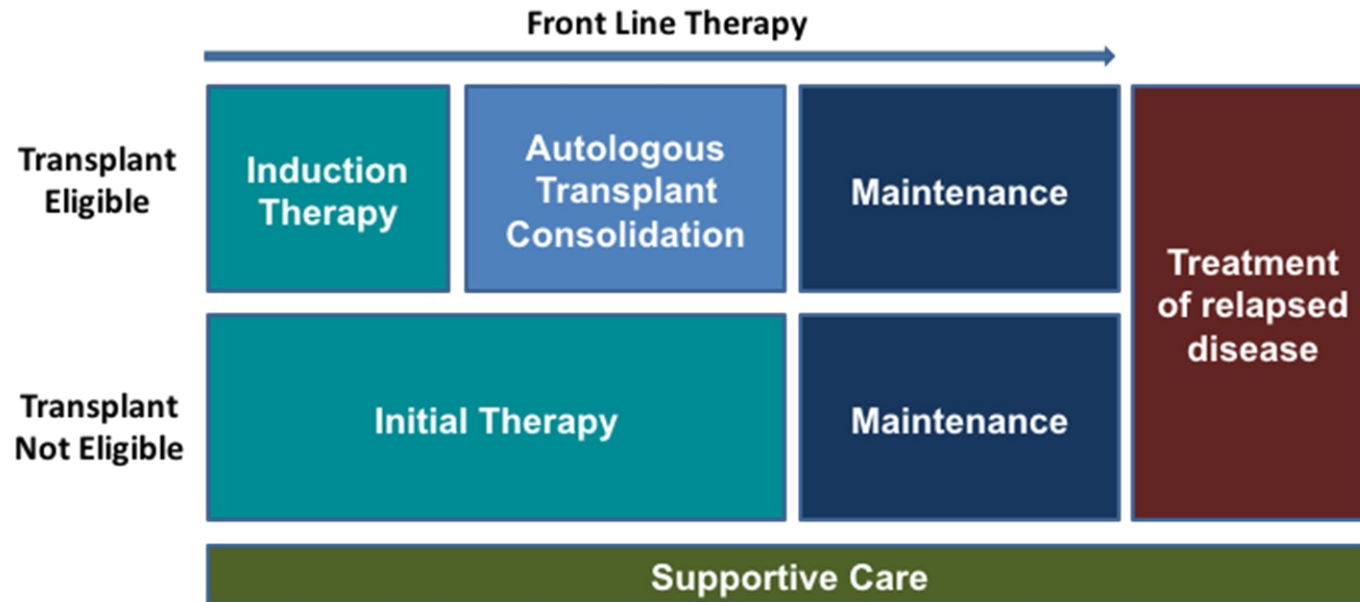 Front Line Therapy
Transplant
Eligible
Induction
Therapy
Autologous
Transplant
Consolidation
Maintenance
Treatment
of relapsed
disease
Transplant
Not Eligible
Initial Therapy
Maintenance
Supportive Care